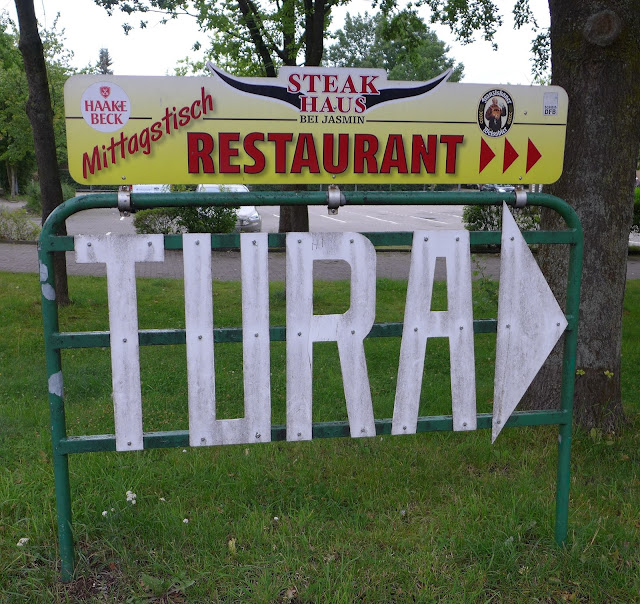 HAAKE
BECK
STEAK
HAUS
BEI JASMIN
Mittagstisch
RESTAURANT
TURA